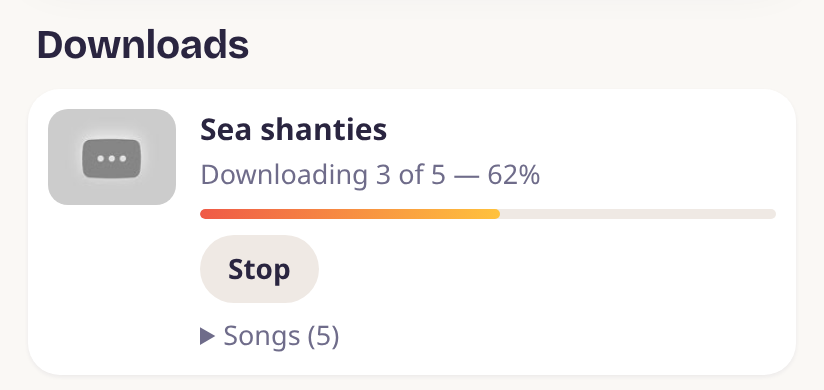 Downloads
Sea shanties
Downloading 3 of 5 — 62%
Stop
Songs (5)